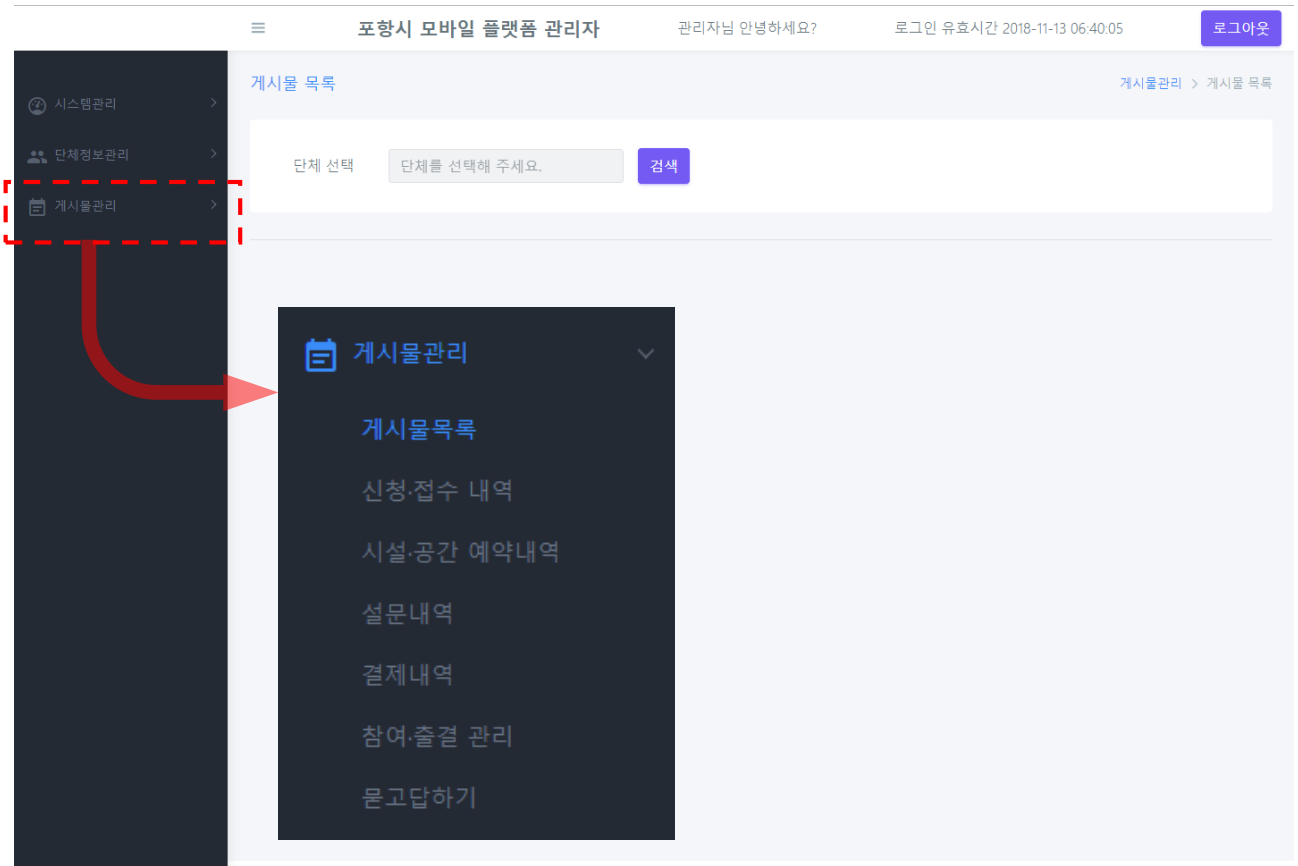 포항시 모바일 플랫폼 관리자
관리자님 안녕하세요?
로그인 유효시간 2018-11-13 06:40:05
로그아웃
시스템관리
단체정보관리
게시물관리
게시물 목록
게시물관리 > 게시물 목록
단체 선택
단체를 선택해 주세요.
검색
게시물관리
게시물목록
신청·접수 내역
시설·공간 예약내역
설문내역
결제내역
참여·출결 관리
묻고답하기